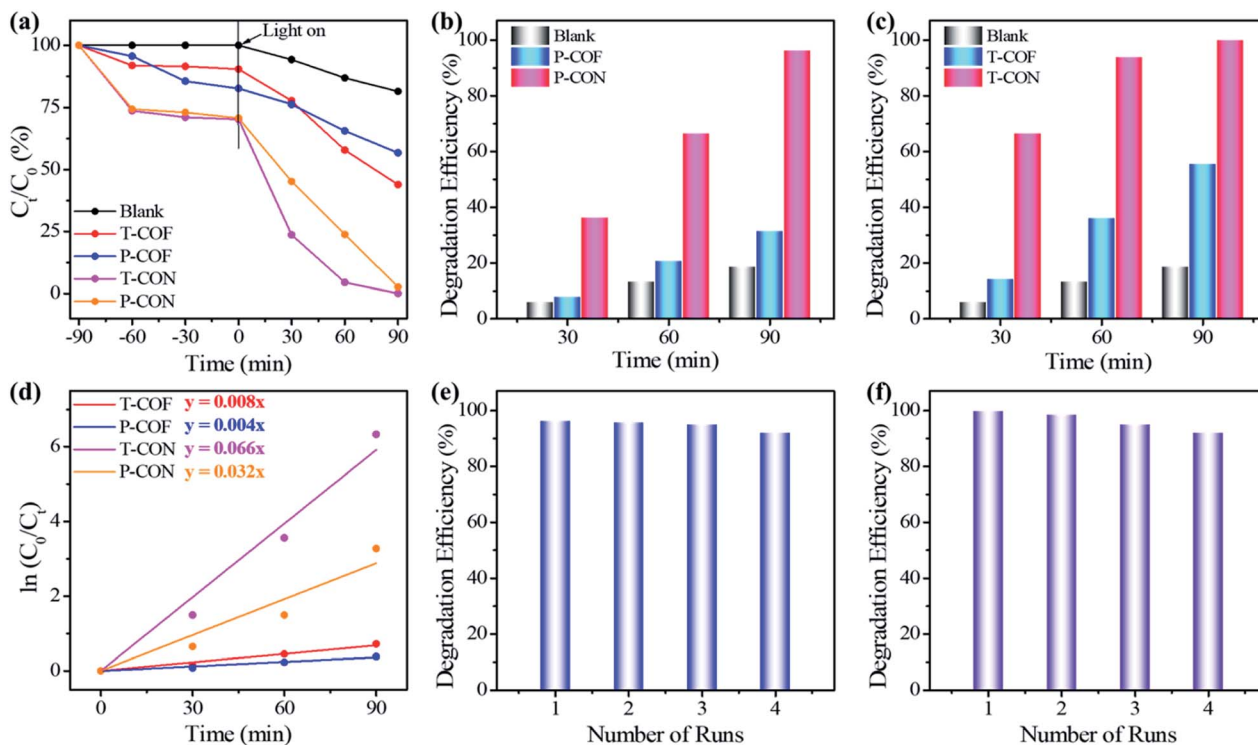 (a)
Light on
100
75
50
25
0
Ct/C0 (%)
Blank
T-COF
P-COF
T-CON
P-CON
-90 -60 -30 0 30 60 90
Time (min)
(b)
Blank
P-COF
P-CON
100
80
60
40
20
0
Degradation Efficiency (%)
30 60 90
Time (min)
(c)
Blank
T-COF
T-CON
100
80
60
40
20
0
Degradation Efficiency (%)
30 60 90
Time (min)
(d)
T-COF y = 0.008x
P-COF y = 0.004x
T-CON y = 0.066x
P-CON y = 0.032x
6
4
2
0
ln (C0/Ct)
0 30 60 90
Time (min)
(e)
100
80
60
40
20
0
Degradation Efficiency (%)
1 2 3 4
Number of Runs
(f)
100
80
60
40
20
0
Degradation Efficiency (%)
1 2 3 4
Number of Runs